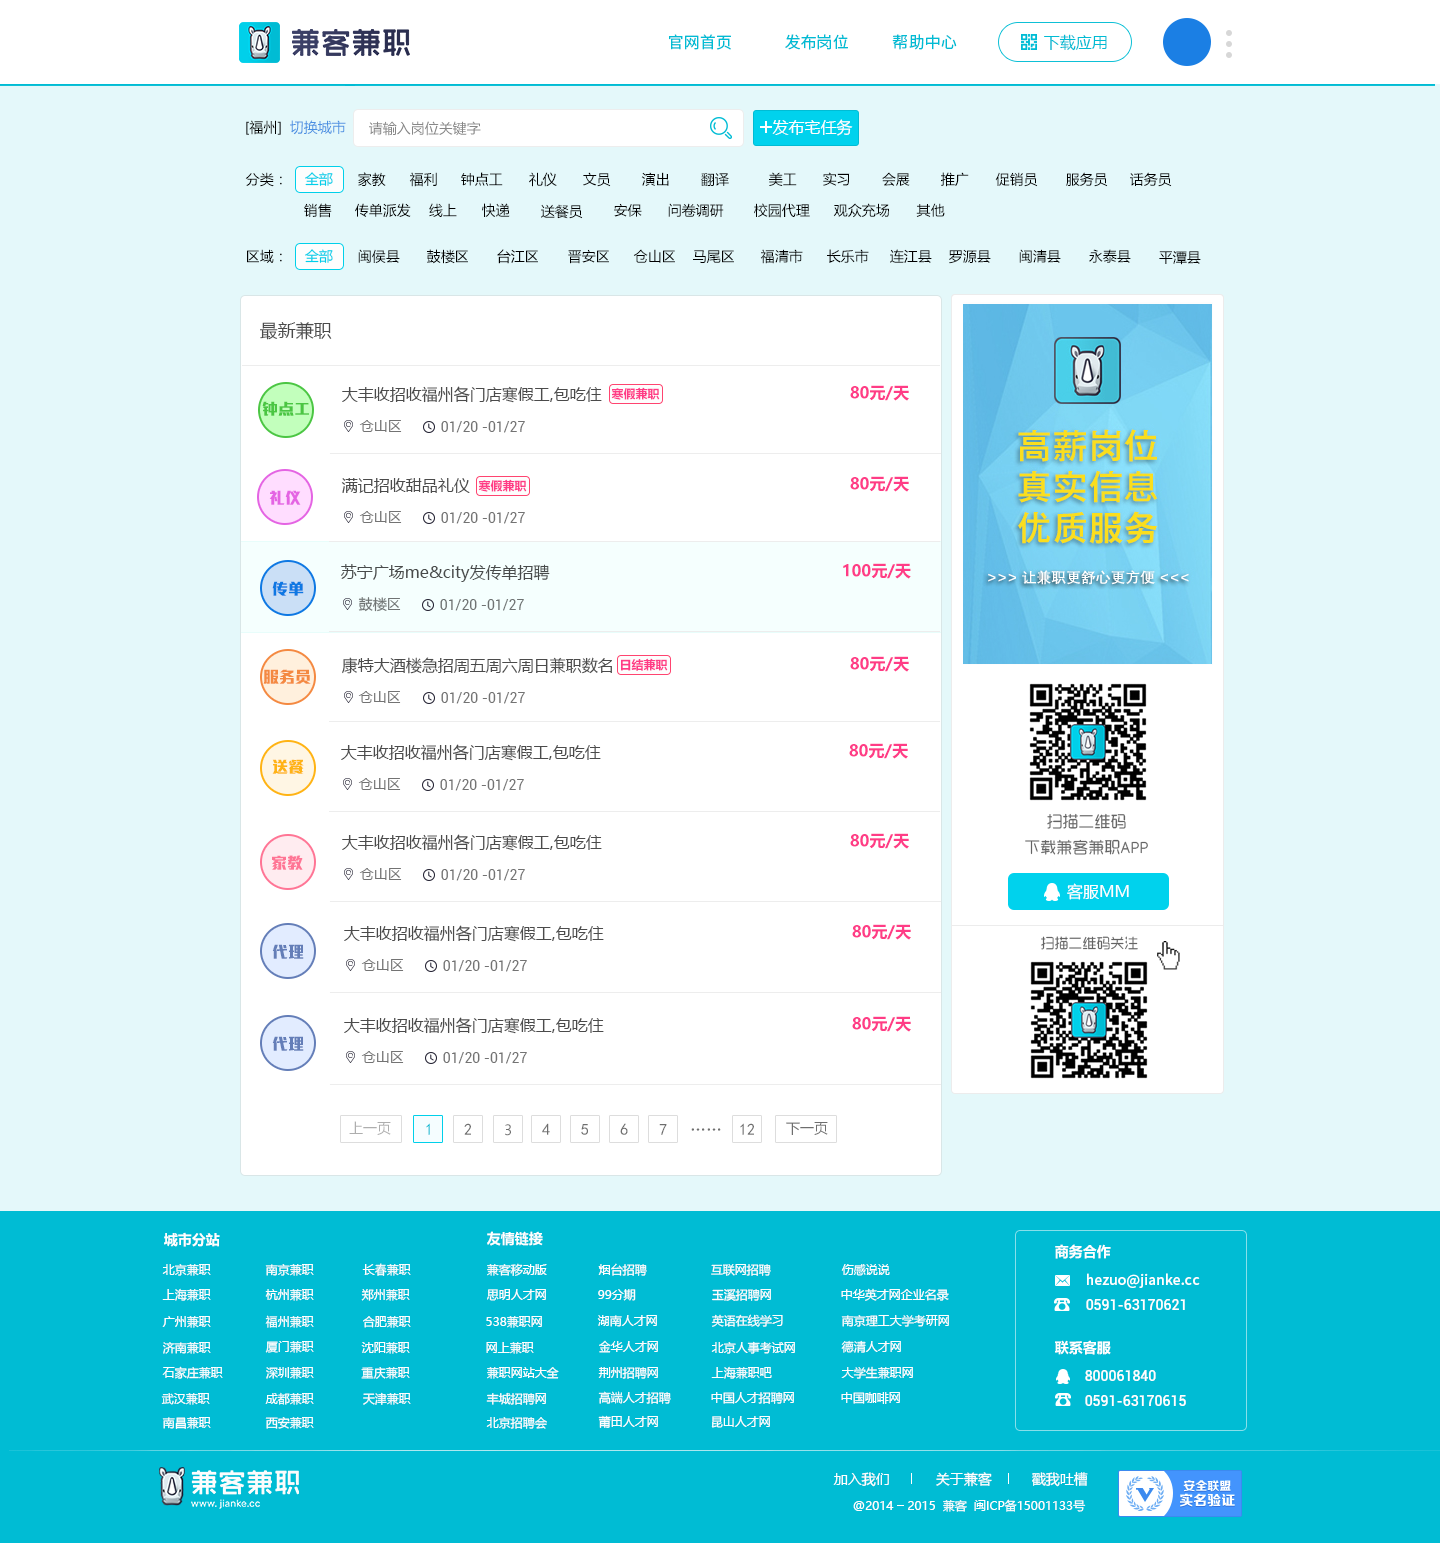 兼客兼职 官网首页 发布岗位 帮助中心 下载应用
[福州] 切换城市 请输入岗位关键字 +发布宅任务
分类： 全部 家教 福利 钟点工 礼仪 文员 演出 翻译 美工 实习 会展 推广 促销员 服务员 话务员
销售 传单派发 线上 快递 送餐员 安保 问卷调研 校园代理 观众充场 其他
区域： 全部 闽侯县 鼓楼区 台江区 晋安区 仓山区 马尾区 福清市 长乐市 连江县 罗源县 闽清县 永泰县 平潭县
最新兼职
钟点工 大丰收招收福州各门店寒假工,包吃住 寒假兼职 80元/天
仓山区 01/20 -01/27
礼仪 满记招收甜品礼仪 寒假兼职 80元/天
仓山区 01/20 -01/27
传单 苏宁广场me&city发传单招聘 100元/天
鼓楼区 01/20 -01/27
服务员 康特大酒楼急招周五周六周日兼职数名 日结兼职 80元/天
仓山区 01/20 -01/27
送餐 大丰收招收福州各门店寒假工,包吃住 80元/天
仓山区 01/20 -01/27
家教 大丰收招收福州各门店寒假工,包吃住 80元/天
仓山区 01/20 -01/27
代理 大丰收招收福州各门店寒假工,包吃住 80元/天
仓山区 01/20 -01/27
代理 大丰收招收福州各门店寒假工,包吃住 80元/天
仓山区 01/20 -01/27
上一页 1 2 3 4 5 6 7 …… 12 下一页
高薪岗位
真实信息
优质服务
>>> 让兼职更舒心更方便 <<<
扫描二维码
下载兼客兼职APP
客服MM
扫描二维码关注
城市分站
北京兼职 南京兼职 长春兼职
上海兼职 杭州兼职 郑州兼职
广州兼职 福州兼职 合肥兼职
济南兼职 厦门兼职 沈阳兼职
石家庄兼职 深圳兼职 重庆兼职
武汉兼职 成都兼职 天津兼职
南昌兼职 西安兼职
友情链接
兼客移动版 烟台招聘 互联网招聘 伤感说说
思明人才网 99分期 玉溪招聘网 中华英才网企业名录
538兼职网 湖南人才网 英语在线学习 南京理工大学考研网
网上兼职 金华人才网 北京人事考试网 德清人才网
兼职网站大全 荆州招聘网 上海兼职吧 大学生兼职网
丰城招聘网 高端人才招聘 中国人才招聘网 中国咖啡网
北京招聘会 莆田人才网 昆山人才网
商务合作
hezuo@jianke.cc
0591-63170621
联系客服
800061840
0591-63170615
兼客兼职
www.jianke.cc
加入我们 | 关于兼客 | 戳我吐槽
@2014 – 2015 兼客 闽ICP备15001133号
安全联盟
实名验证